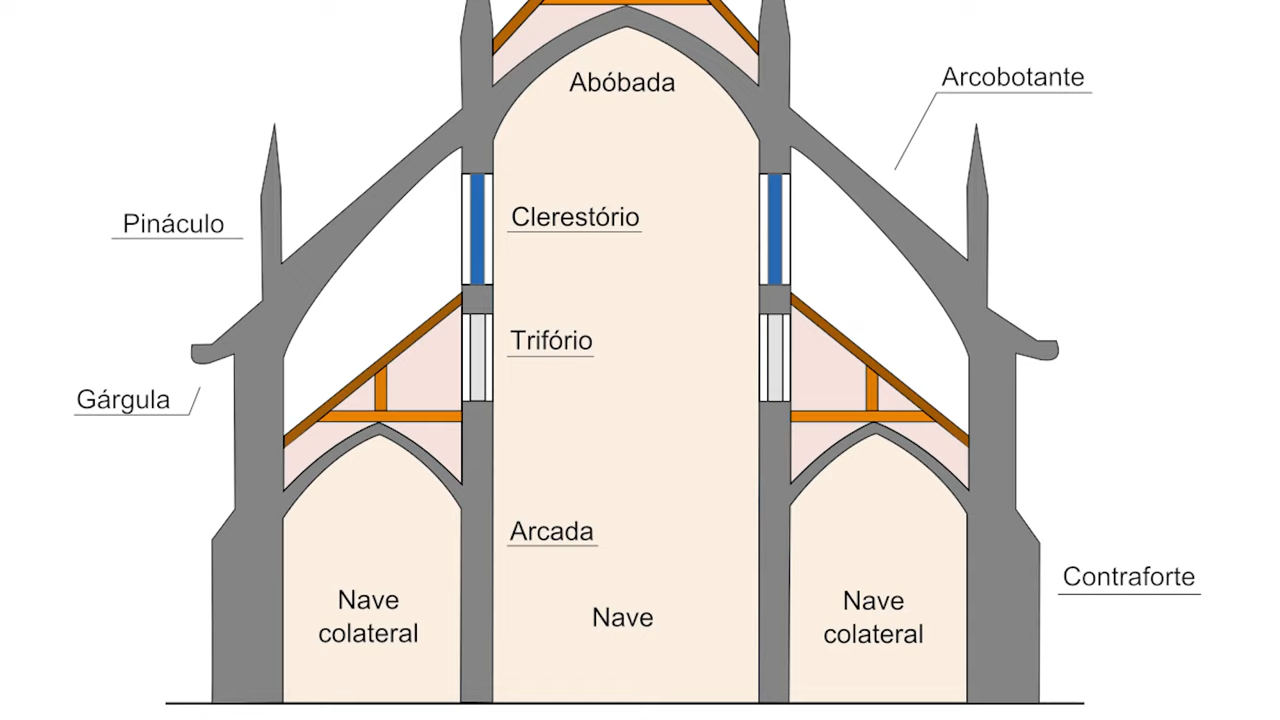 Abóbada
Arcobotante
Pináculo
Clerestório
Trifório
Gárgula
Arcada
Contraforte
Nave
colateral
Nave
Nave
colateral